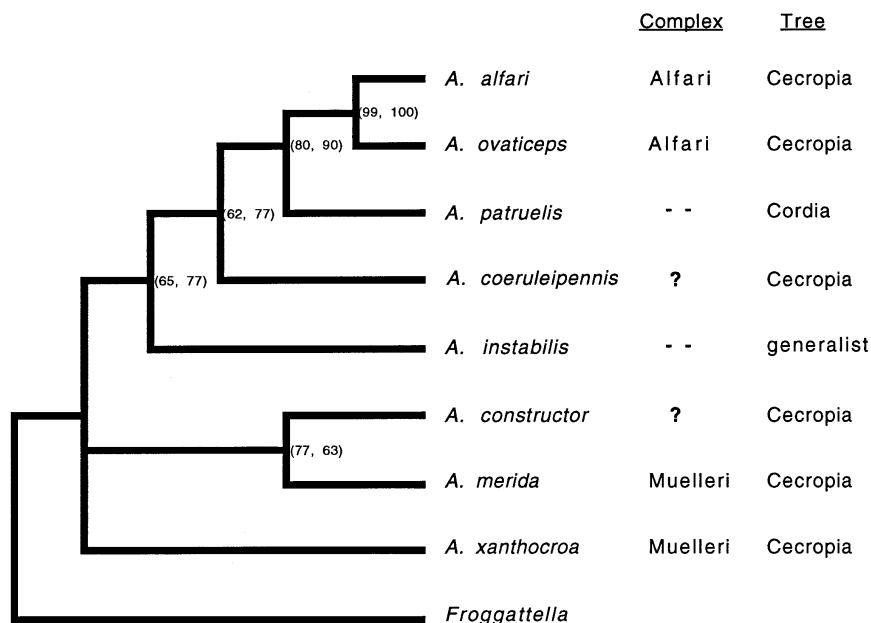 Complex Tree
A. alfari Alfari Cecropia
(99, 100)
A. ovaticeps Alfari Cecropia
(80, 90)
A. patruelis - - Cordia
(62, 77)
A. coeruleipennis ? Cecropia
(65, 77)
A. instabilis - - generalist
A. constructor ? Cecropia
(77, 63)
A. merida Muelleri Cecropia
A. xanthocroa Muelleri Cecropia
Froggattella